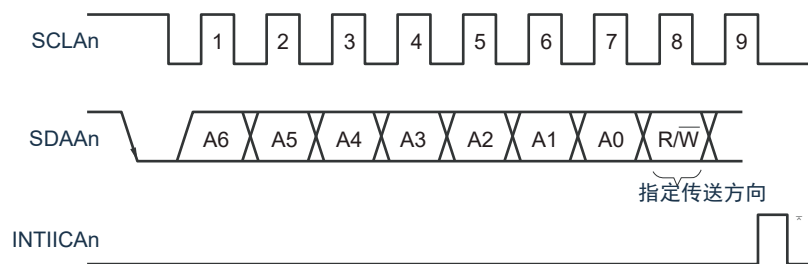 SCLAn 1 2 3 4 5 6 7 8 9
SDAAn A6 A5 A4 A3 A2 A1 A0 R/W̅
指定传送方向
INTIICAn